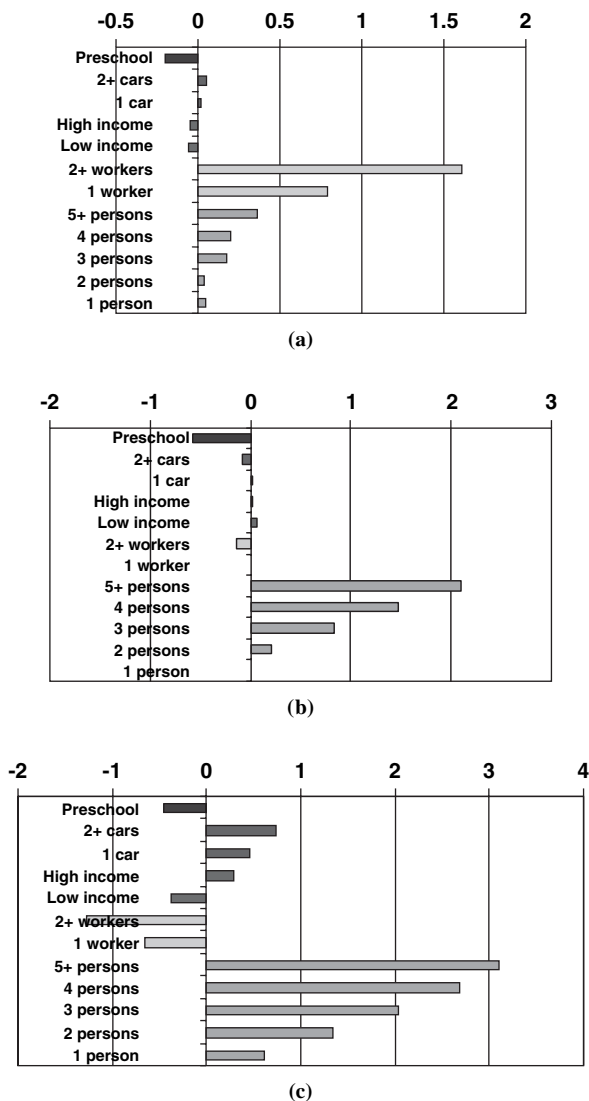 -0.5 0 0.5 1 1.5 2
Preschool
2+ cars
1 car
High income
Low income
2+ workers
1 worker
5+ persons
4 persons
3 persons
2 persons
1 person
(a)
-2 -1 0 1 2 3
Preschool
2+ cars
1 car
High income
Low income
2+ workers
1 worker
5+ persons
4 persons
3 persons
2 persons
1 person
(b)
-2 -1 0 1 2 3 4
Preschool
2+ cars
1 car
High income
Low income
2+ workers
1 worker
5+ persons
4 persons
3 persons
2 persons
1 person
(c)